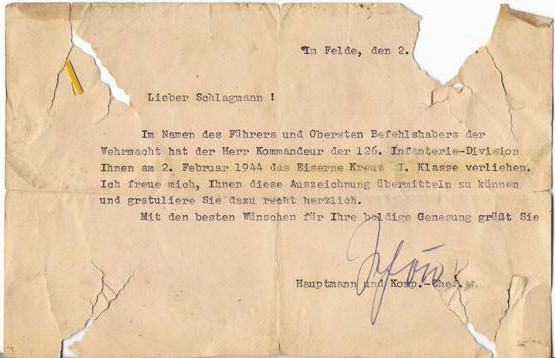 Im Felde, den 2.
Lieber Schlagmann !
Im Namen des Führers und Obersten Befehlshabers der
Wehrmacht hat der Herr Kommandeur der 126. Infanterie-Division
Ihnen am 2. Februar 1944 das Eiserne Kreuz I. Klasse verliehen.
Ich freue mich, Ihnen diese Auszeichnung übermitteln zu können
und gratuliere Sie dazu recht herzlich.
Mit den besten Wünschen für Ihre baldige Genesung grüßt Sie
Hauptmann und Komp.-Chef